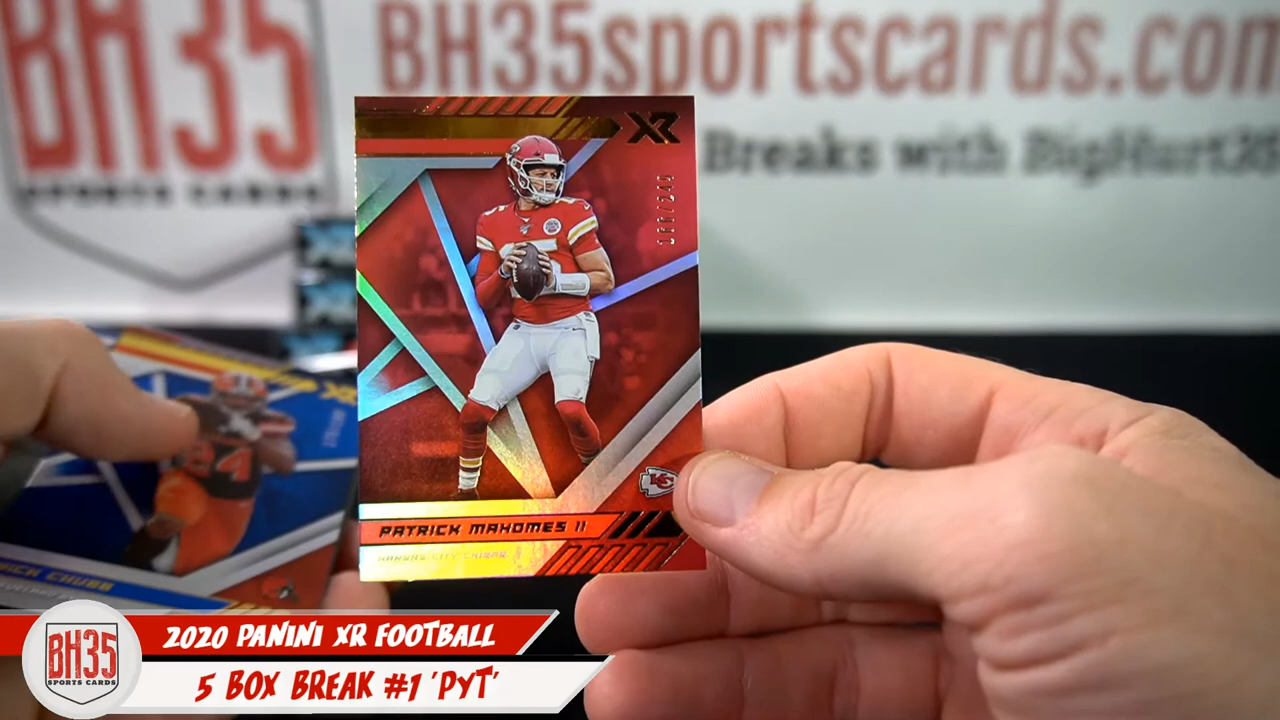 BH35
SPORTS CARDS
BH35sportscards.com
Breaks with BigHurt35
XR
PATRICK MAHOMES II
KANSAS CITY CHIEFS
24
BH35
SPORTS CARDS
2020 PANINI XR FOOTBALL
5 BOX BREAK #1 'PYT'